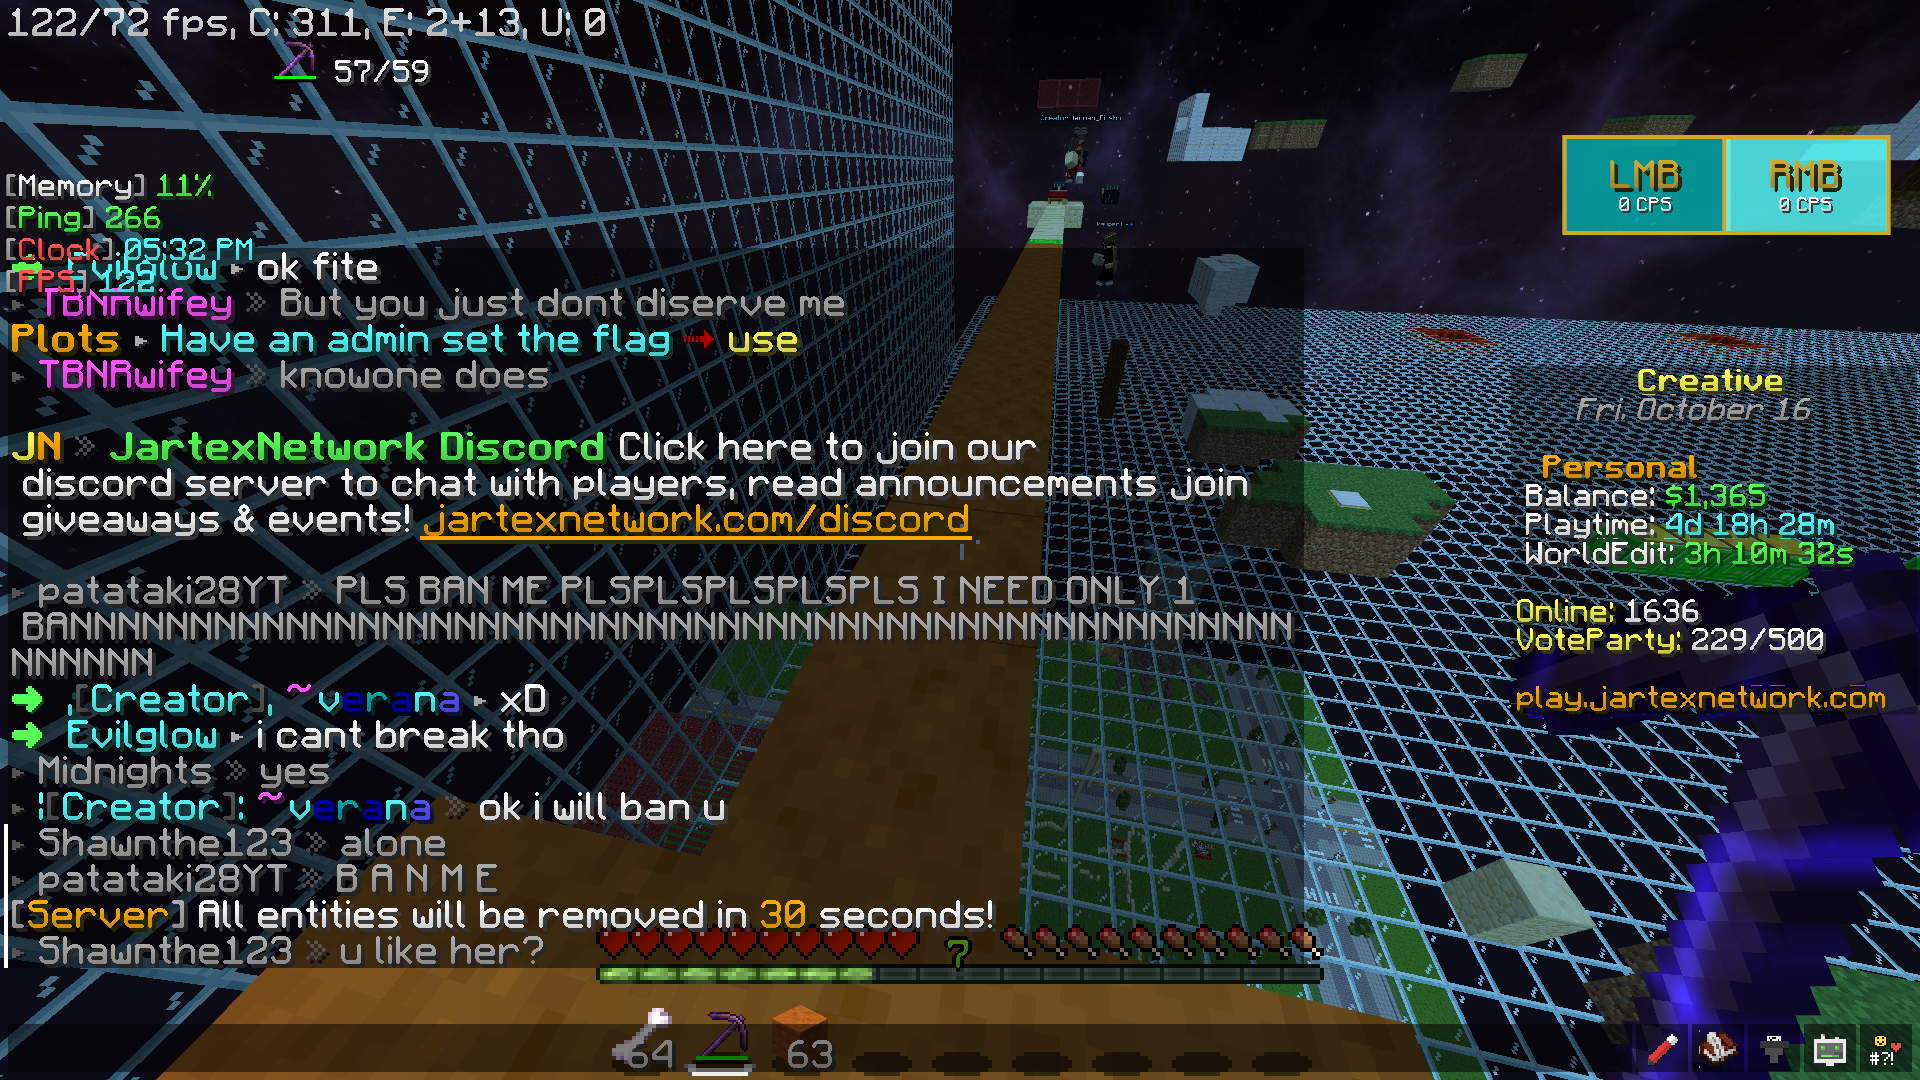 122/72 fps, C: 311, E: 2+13, U: 0
57/59
[Memory] 11%
[Ping] 266
[Clock] 05:32 PM
[FPS] 122
Evilglow ▸ ok fite
▸ TBNRwifey » But you just dont diserve me
Plots ▸ Have an admin set the flag ➟ use
▸ TBNRwifey » knowone does
JN » JartexNetwork Discord Click here to join our
discord server to chat with players, read announcements join
giveaways & events! jartexnetwork.com/discord
▸ patataki28YT » PLS BAN ME PLSPLSPLSPLSPLS I NEED ONLY 1
BANNNNNNNNNNNNNNNNNNNNNNNNNNNNNNNNNNNNNNNNNNNNNNNNNNN
NNNNNN
➜ ¦[Creator]¦ ~verana ▸ xD
➜ Evilglow ▸ i cant break tho
▸ Midnights » yes
▸ ¦[Creator]¦ ~verana » ok i will ban u
▸ Shawnthe123 » alone
▸ patataki28YT » B A N M E
[Server] All entities will be removed in 30 seconds!
▸ Shawnthe123 » u like her?
LMB
0 CPS
RMB
0 CPS
Creative
Fri. October 16
Personal
Balance: $1,365
Playtime: 4d 18h 28m
WorldEdit: 3h 10m 32s
Online: 1636
VoteParty: 229/500
play.jartexnetwork.com
7
64
63
#?!